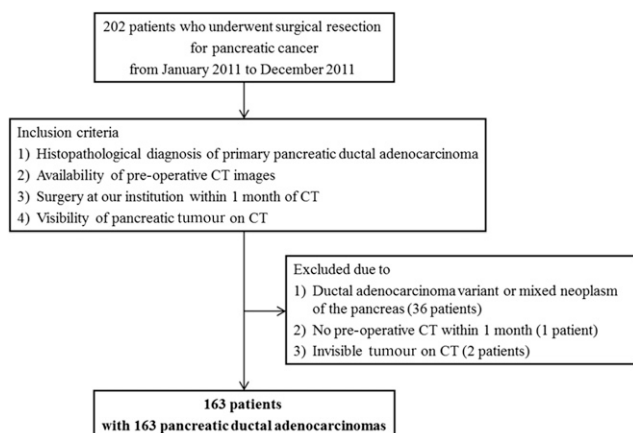 202 patients who underwent surgical resection
for pancreatic cancer
from January 2011 to December 2011
Inclusion criteria
1) Histopathological diagnosis of primary pancreatic ductal adenocarcinoma
2) Availability of pre-operative CT images
3) Surgery at our institution within 1 month of CT
4) Visibility of pancreatic tumour on CT
Excluded due to
1) Ductal adenocarcinoma variant or mixed neoplasm
of the pancreas (36 patients)
2) No pre-operative CT within 1 month (1 patient)
3) Invisible tumour on CT (2 patients)
163 patients
with 163 pancreatic ductal adenocarcinomas